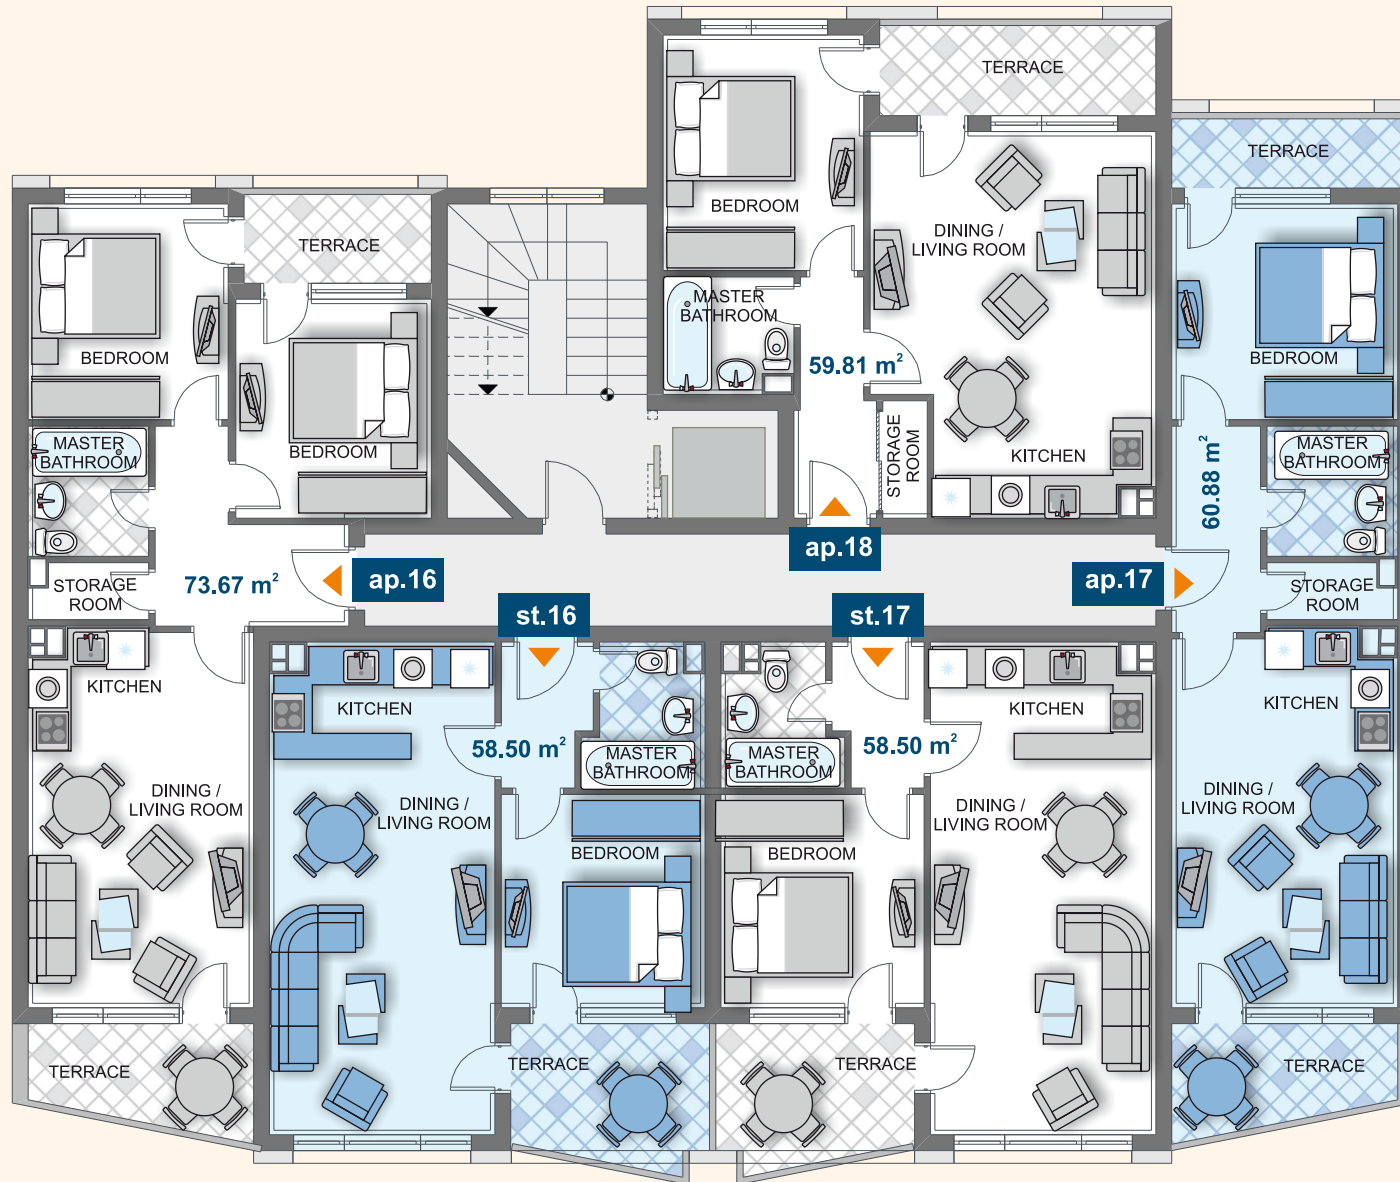 TERRACE
TERRACE
BEDROOM
DINING /
LIVING ROOM
TERRACE
MASTER
BATHROOM
BEDROOM
BEDROOM
59.81 m²
BEDROOM
MASTER
BATHROOM
STORAGE
ROOM
KITCHEN
60.88 m²
MASTER
BATHROOM
ap.18
73.67 m²
ap.16
ap.17
STORAGE
ROOM
STORAGE
ROOM
st.16
st.17
KITCHEN
KITCHEN
KITCHEN
KITCHEN
58.50 m²
58.50 m²
MASTER
BATHROOM
MASTER
BATHROOM
DINING /
LIVING ROOM
DINING /
LIVING ROOM
DINING /
LIVING ROOM
DINING /
LIVING ROOM
BEDROOM
BEDROOM
TERRACE
TERRACE
TERRACE
TERRACE